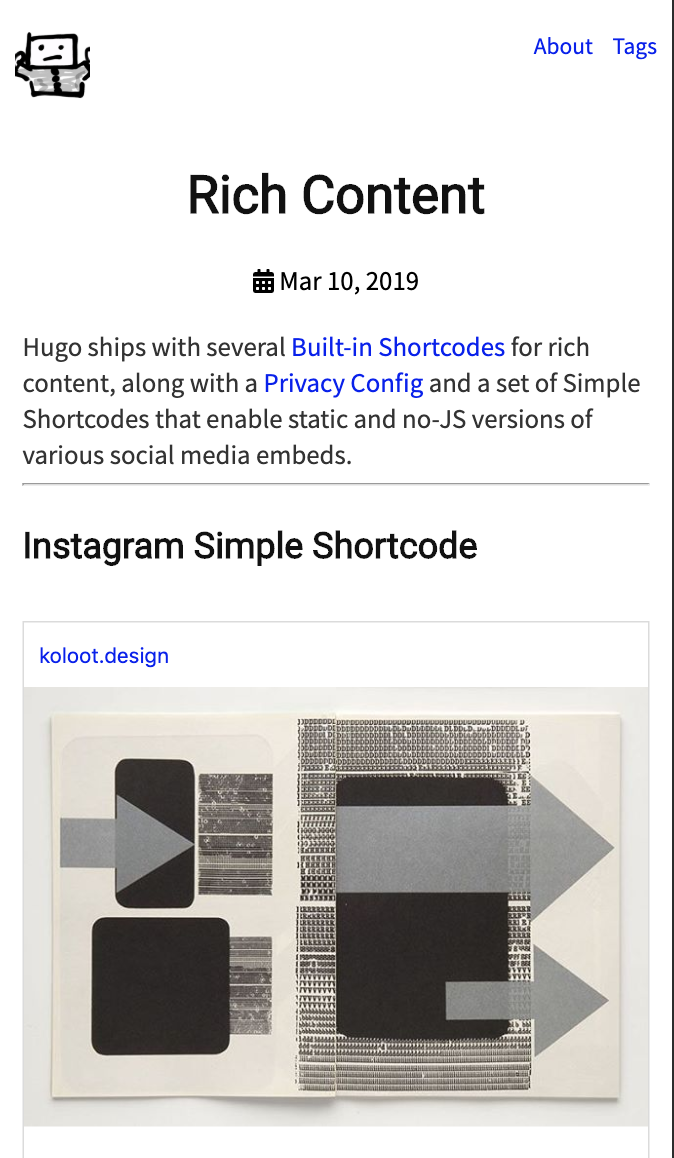 About Tags
Rich Content
Mar 10, 2019
Hugo ships with several Built-in Shortcodes for rich
content, along with a Privacy Config and a set of Simple
Shortcodes that enable static and no-JS versions of
various social media embeds.
Instagram Simple Shortcode
koloot.design